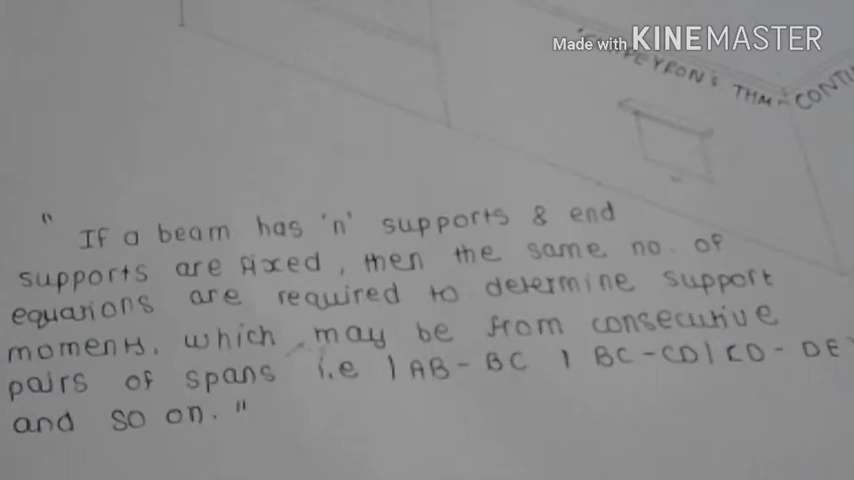 Made with KINEMASTER
THM - CONTI
" If a beam has 'n' supports & end
supports are fixed, then the same no. of
equations are required to determine support
moments, which may be from consecutive
pairs of spans i.e | AB - BC | BC - CD | CD - DE
and so on. "